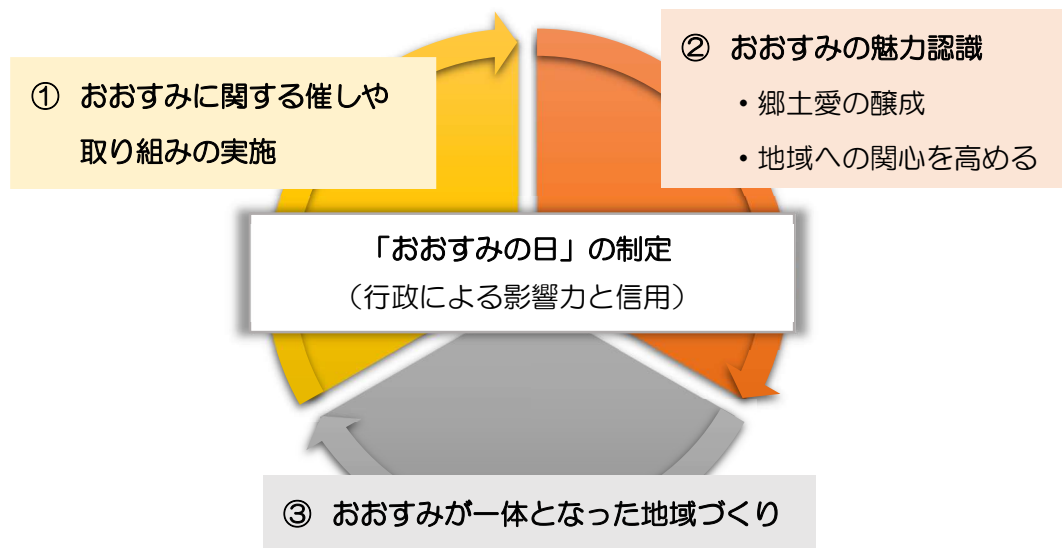 ① おおすみに関する催しや
取り組みの実施
② おおすみの魅力認識
・郷土愛の醸成
・地域への関心を高める
「おおすみの日」の制定
（行政による影響力と信用）
③ おおすみが一体となった地域づくり